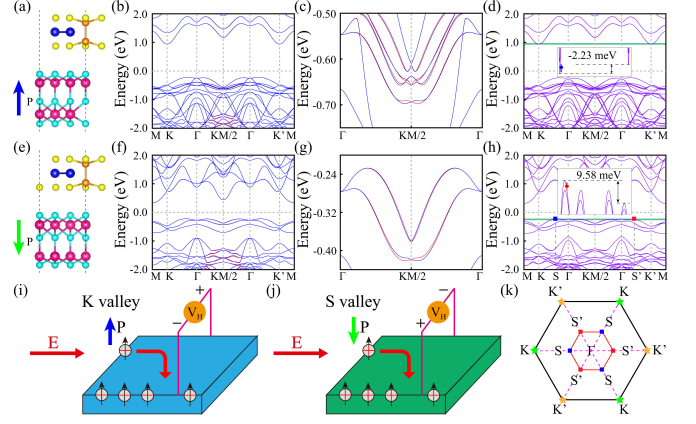 (a) (b) (c) (d)
P
Energy (eV)
2.0
1.0
0.0
-1.0
-2.0
M K Γ KM/2 Γ K' M
Energy (eV)
-0.50
-0.60
-0.70
Γ KM/2 Γ
Energy (eV)
2.0
1.0
0.0
-1.0
-2.0
-2.23 meV
M K Γ KM/2 Γ K' M
(e) (f) (g) (h)
P
Energy (eV)
2.0
1.0
0.0
-1.0
-2.0
M K Γ KM/2 Γ K' M
Energy (eV)
-0.16
-0.24
-0.32
-0.40
Γ KM/2 Γ
Energy (eV)
2.0
1.0
0.0
-1.0
-2.0
9.58 meV
M S Γ KM/2 Γ S' M
(i) K valley
P
E
+
V_H
−
(j) S valley
P
E
−
V_H
+
(k)
K' K
S' S
K S Γ S' K'
S' S
K' K